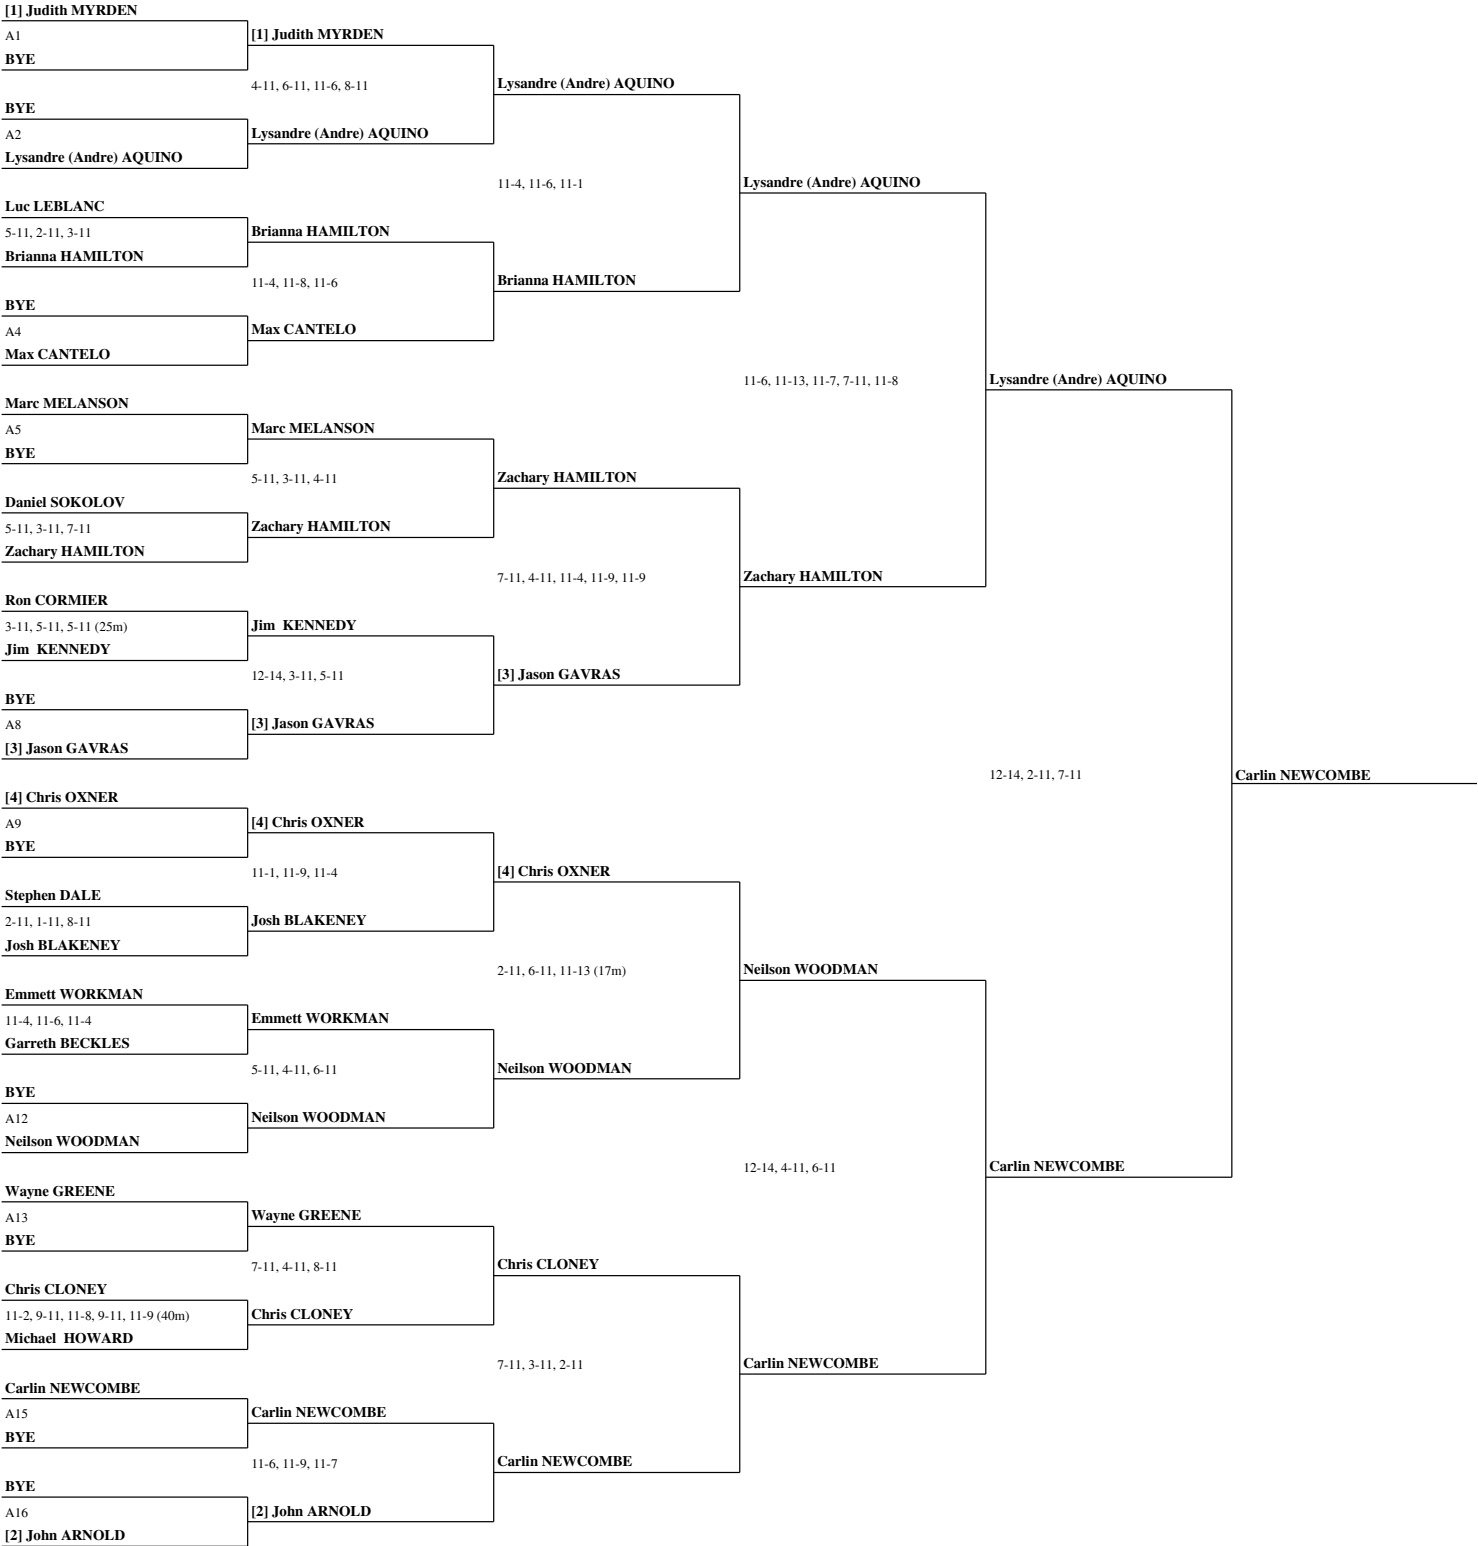 [1] Judith MYRDEN
A1
BYE
BYE
A2
Lysandre (Andre) AQUINO
Luc LEBLANC
5-11, 2-11, 3-11
Brianna HAMILTON
BYE
A4
Max CANTELO
Marc MELANSON
A5
BYE
Daniel SOKOLOV
5-11, 3-11, 7-11
Zachary HAMILTON
Ron CORMIER
3-11, 5-11, 5-11 (25m)
Jim  KENNEDY
BYE
A8
[3] Jason GAVRAS
[4] Chris OXNER
A9
BYE
Stephen DALE
2-11, 1-11, 8-11
Josh BLAKENEY
Emmett WORKMAN
11-4, 11-6, 11-4
Garreth BECKLES
BYE
A12
Neilson WOODMAN
Wayne GREENE
A13
BYE
Chris CLONEY
11-2, 9-11, 11-8, 9-11, 11-9 (40m)
Michael  HOWARD
Carlin NEWCOMBE
A15
BYE
BYE
A16
[2] John ARNOLD
[1] Judith MYRDEN
4-11, 6-11, 11-6, 8-11
Lysandre (Andre) AQUINO
Brianna HAMILTON
11-4, 11-8, 11-6
Max CANTELO
Marc MELANSON
5-11, 3-11, 4-11
Zachary HAMILTON
Jim  KENNEDY
12-14, 3-11, 5-11
[3] Jason GAVRAS
[4] Chris OXNER
11-1, 11-9, 11-4
Josh BLAKENEY
Emmett WORKMAN
5-11, 4-11, 6-11
Neilson WOODMAN
Wayne GREENE
7-11, 4-11, 8-11
Chris CLONEY
Carlin NEWCOMBE
11-6, 11-9, 11-7
[2] John ARNOLD
Lysandre (Andre) AQUINO
11-4, 11-6, 11-1
Brianna HAMILTON
Zachary HAMILTON
7-11, 4-11, 11-4, 11-9, 11-9
[3] Jason GAVRAS
[4] Chris OXNER
2-11, 6-11, 11-13 (17m)
Neilson WOODMAN
Chris CLONEY
7-11, 3-11, 2-11
Carlin NEWCOMBE
Lysandre (Andre) AQUINO
11-6, 11-13, 11-7, 7-11, 11-8
Zachary HAMILTON
Neilson WOODMAN
12-14, 4-11, 6-11
Carlin NEWCOMBE
Lysandre (Andre) AQUINO
12-14, 2-11, 7-11
Carlin NEWCOMBE
Carlin NEWCOMBE